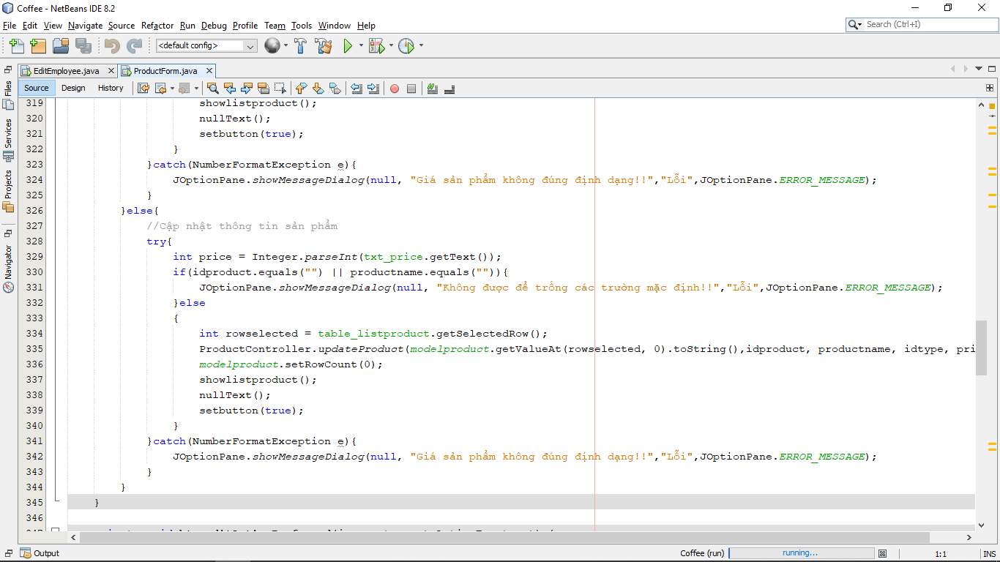 Coffee - NetBeans IDE 8.2
File Edit View Navigate Source Refactor Run Debug Profile Team Tools Window Help
Search (Ctrl+I)
<default config>
EditEmployee.java
ProductForm.java
Source Design History
Files
Services
Projects
Navigator
319 showlistproduct();
320 nullText();
321 setbutton(true);
322 }
323 }catch(NumberFormatException e){
324 JOptionPane.showMessageDialog(null, "Giá sản phẩm không đúng định dạng!!","Lỗi",JOptionPane.ERROR_MESSAGE);
325 }
326 }else{
327 //Cập nhật thông tin sản phẩm
328 try{
329 int price = Integer.parseInt(txt_price.getText());
330 if(idproduct.equals("") || productname.equals("")){
331 JOptionPane.showMessageDialog(null, "Không được để trống các trường mặc định!!","Lỗi",JOptionPane.ERROR_MESSAGE);
332 }else
333 {
334 int rowselected = table_listproduct.getSelectedRow();
335 ProductController.updateProduct(modelproduct.getValueAt(rowselected, 0).toString(),idproduct, productname, idtype, pri
336 modelproduct.setRowCount(0);
337 showlistproduct();
338 nullText();
339 setbutton(true);
340 }
341 }catch(NumberFormatException e){
342 JOptionPane.showMessageDialog(null, "Giá sản phẩm không đúng định dạng!!","Lỗi",JOptionPane.ERROR_MESSAGE);
343 }
344 }
345 }
346
Output
Coffee (run) running...
1:1
INS